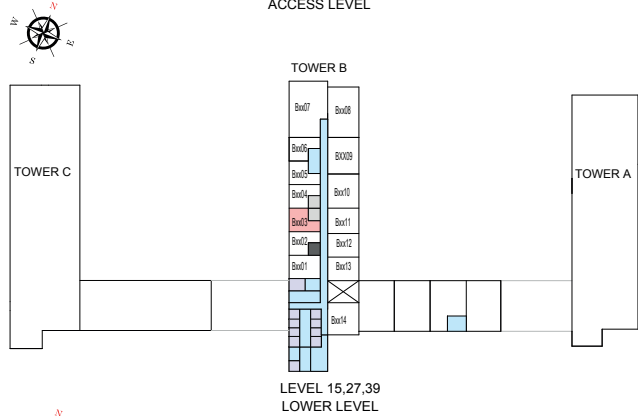 ACCESS LEVEL
N
W
E
S
TOWER B
Bxx07
Bxx08
Bxx06
BXX09
Bxx05
TOWER C
TOWER A
Bxx04
Bxx10
Bxx03
Bxx11
Bxx02
Bxx12
Bxx01
Bxx13
Bxx14
LEVEL 15,27,39
LOWER LEVEL
N